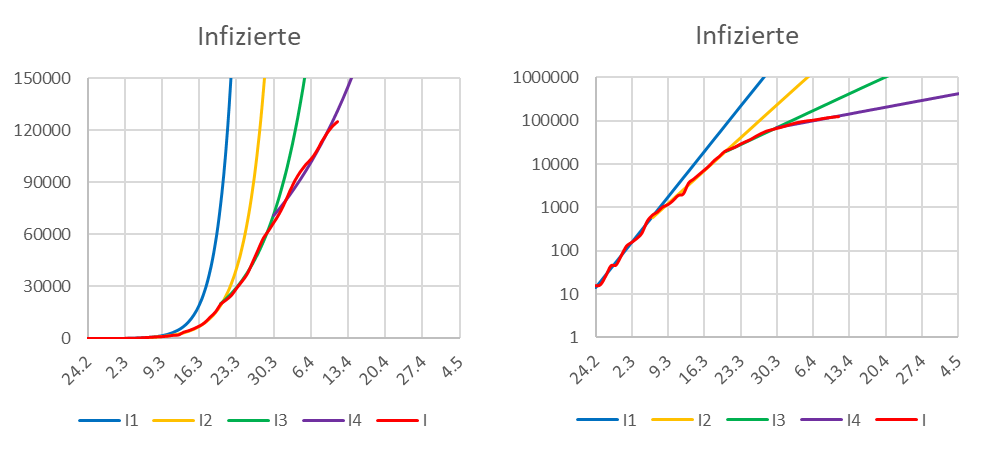 Infizierte
150000
120000
90000
60000
30000
0
24.2 2.3 9.3 16.3 23.3 30.3 6.4 13.4 20.4 27.4 4.5
I1 I2 I3 I4 I
Infizierte
1000000
100000
10000
1000
100
10
1
24.2 2.3 9.3 16.3 23.3 30.3 6.4 13.4 20.4 27.4 4.5
I1 I2 I3 I4 I